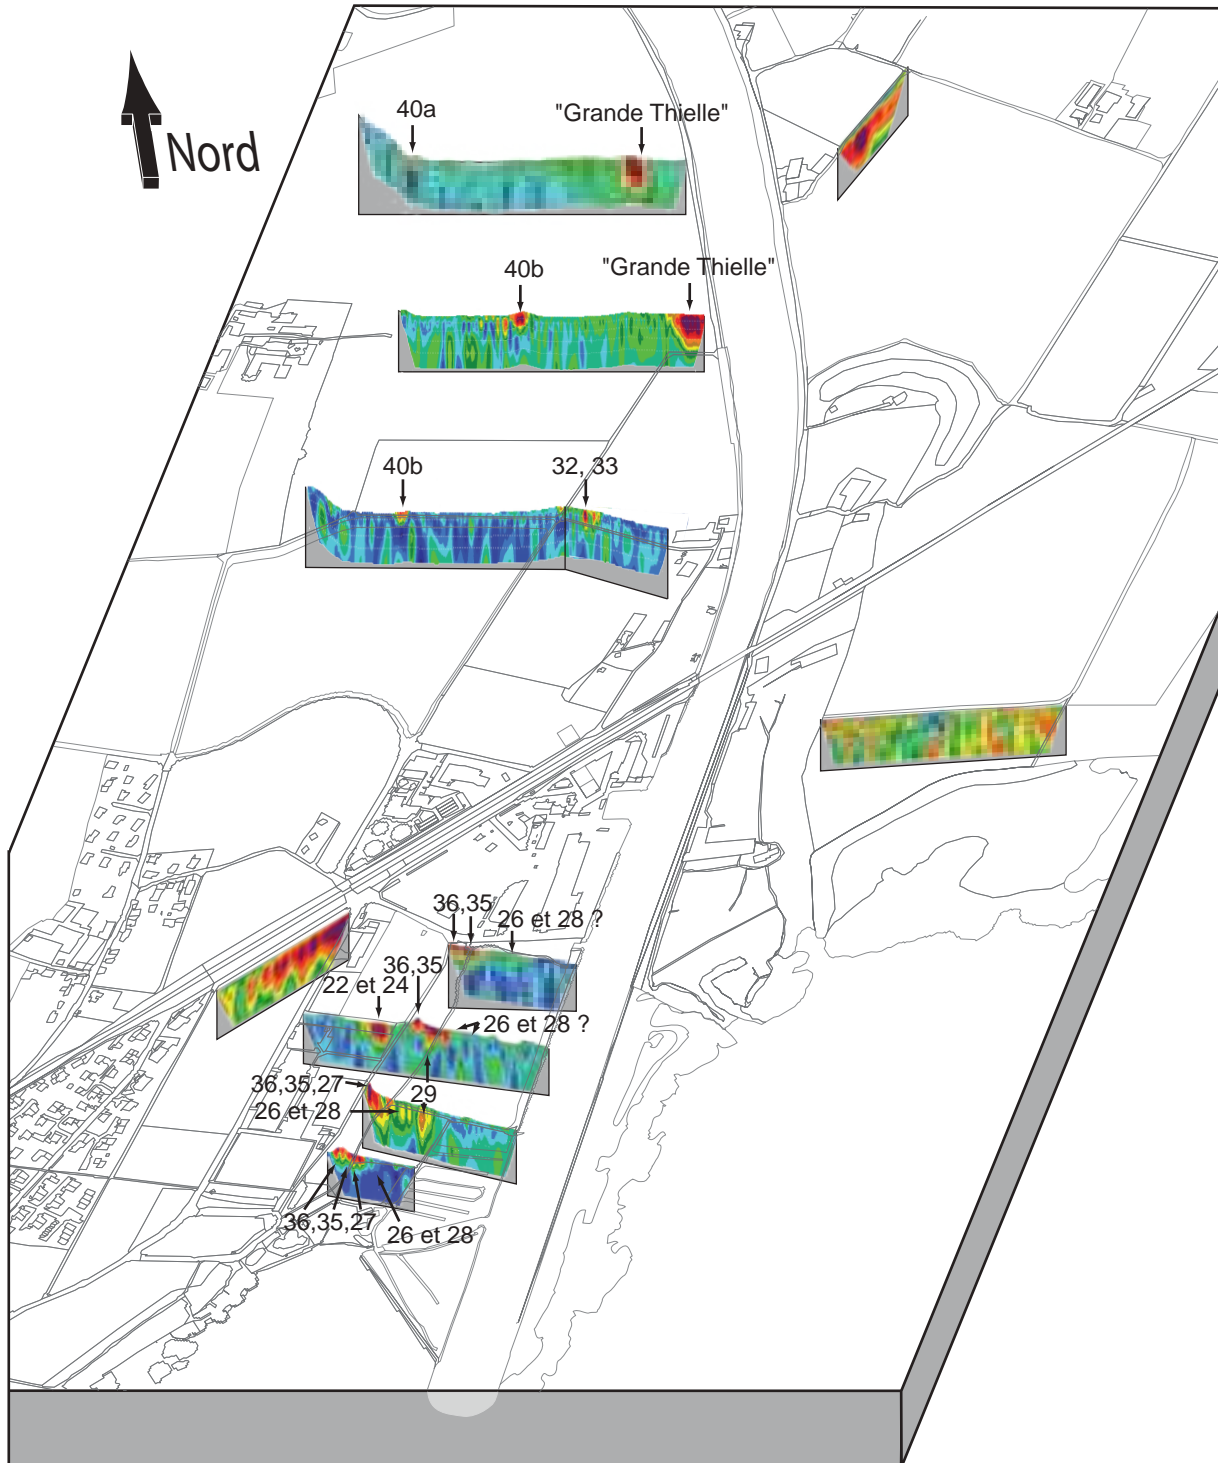 40a
"Grande Thielle"
Nord
40b
"Grande Thielle"
40b
32, 33
36,35
26 et 28 ?
36,35
22 et 24
26 et 28 ?
36,35,27
29
26 et 28
36,35,27
26 et 28